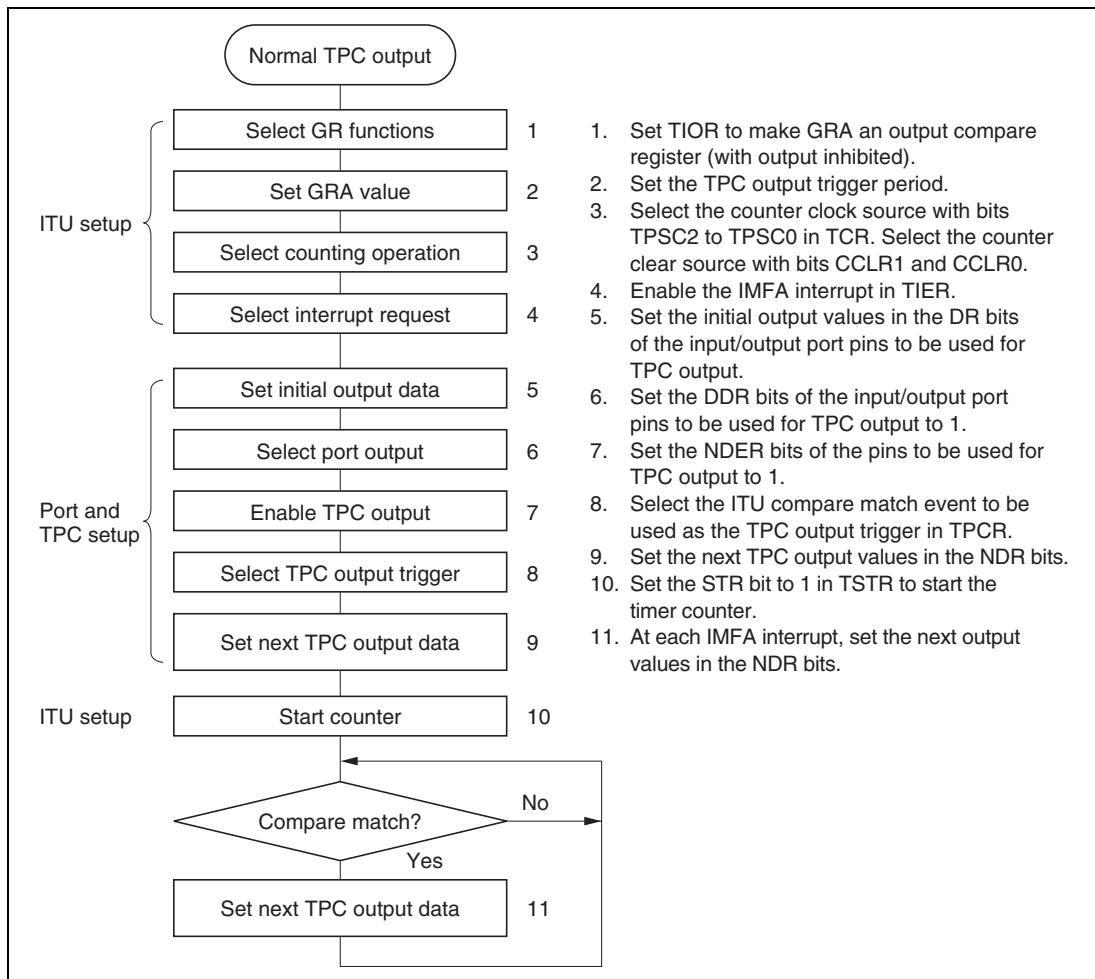 Normal TPC output
ITU setup
Select GR functions 1
Set GRA value 2
Select counting operation 3
Select interrupt request 4
Port and
TPC setup
Set initial output data 5
Select port output 6
Enable TPC output 7
Select TPC output trigger 8
Set next TPC output data 9
ITU setup
Start counter 10
Compare match?
No
Yes
Set next TPC output data 11
1. Set TIOR to make GRA an output compare
register (with output inhibited).
2. Set the TPC output trigger period.
3. Select the counter clock source with bits
TPSC2 to TPSC0 in TCR. Select the counter
clear source with bits CCLR1 and CCLR0.
4. Enable the IMFA interrupt in TIER.
5. Set the initial output values in the DR bits
of the input/output port pins to be used for
TPC output.
6. Set the DDR bits of the input/output port
pins to be used for TPC output to 1.
7. Set the NDER bits of the pins to be used for
TPC output to 1.
8. Select the ITU compare match event to be
used as the TPC output trigger in TPCR.
9. Set the next TPC output values in the NDR bits.
10. Set the STR bit to 1 in TSTR to start the
timer counter.
11. At each IMFA interrupt, set the next output
values in the NDR bits.